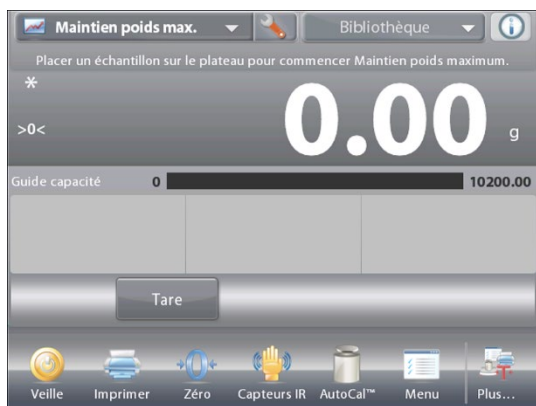 Maintien poids max. Bibliothèque
Placer un échantillon sur le plateau pour commencer Maintien poids maximum.
*
>0< 0.00 g
Guide capacité 0 10200.00
Tare
Veille Imprimer Zéro Capteurs IR AutoCal™ Menu Plus...